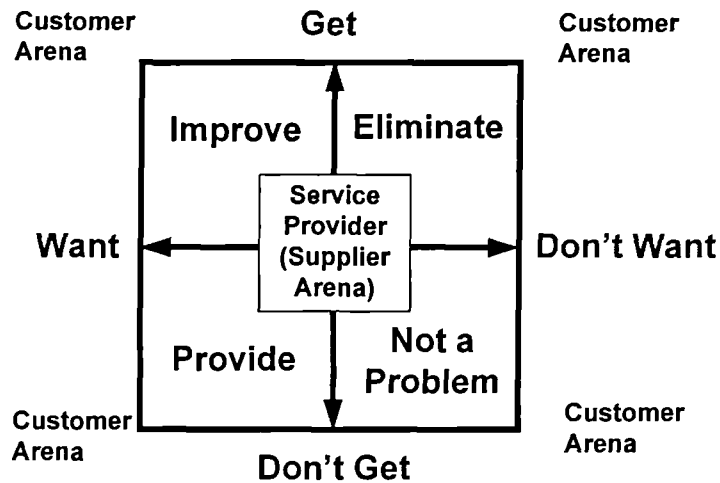 Customer
Arena
Get
Customer
Arena
Improve
Eliminate
Service
Provider
(Supplier
Arena)
Want
Don't Want
Provide
Not a
Problem
Customer
Arena
Don't Get
Customer
Arena